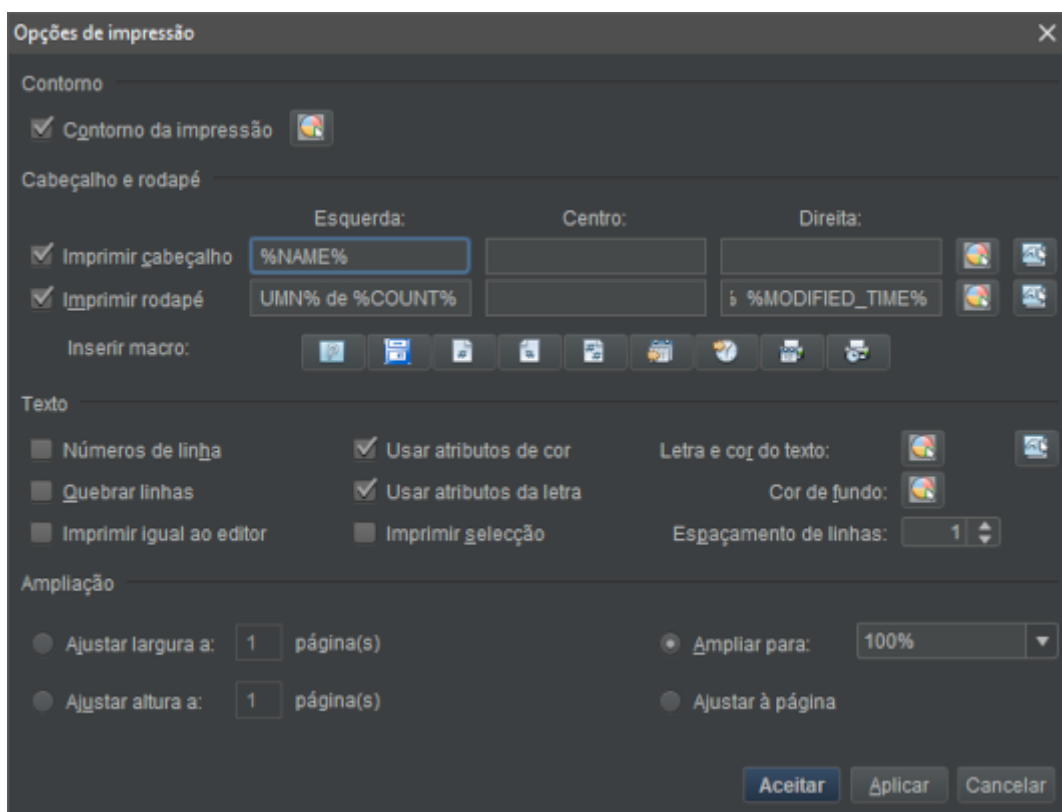 Opções de impressão
Contorno
Contorno da impressão
Cabeçalho e rodapé
Esquerda: Centro: Direita:
Imprimir cabeçalho %NAME%
Imprimir rodapé UMN% de %COUNT% %MODIFIED_TIME%
Inserir macro:
Texto
Números de linha Usar atributos de cor Letra e cor do texto:
Quebrar linhas Usar atributos da letra Cor de fundo:
Imprimir igual ao editor Imprimir selecção Espaçamento de linhas: 1
Ampliação
Ajustar largura a: 1 página(s) Ampliar para: 100%
Ajustar altura a: 1 página(s) Ajustar à página
Aceitar Aplicar Cancelar